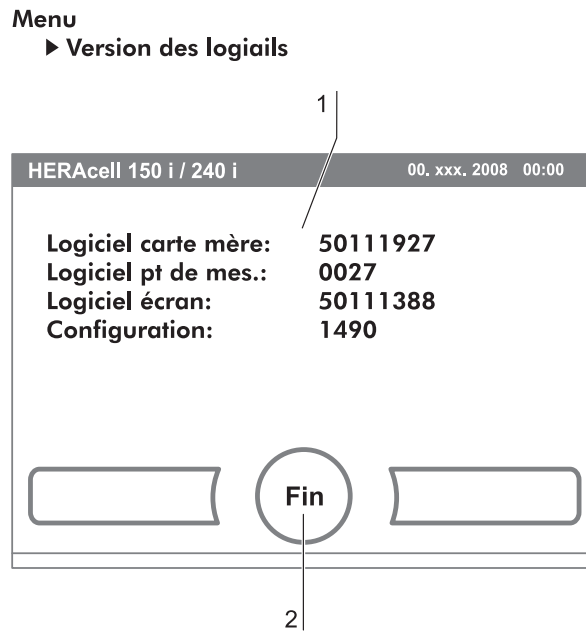 Menu
▶ Version des logiails
1
HERAcell 150 i / 240 i 00. xxx. 2008 00:00
Logiciel carte mère: 50111927
Logiciel pt de mes.: 0027
Logiciel écran: 50111388
Configuration: 1490
Fin
2